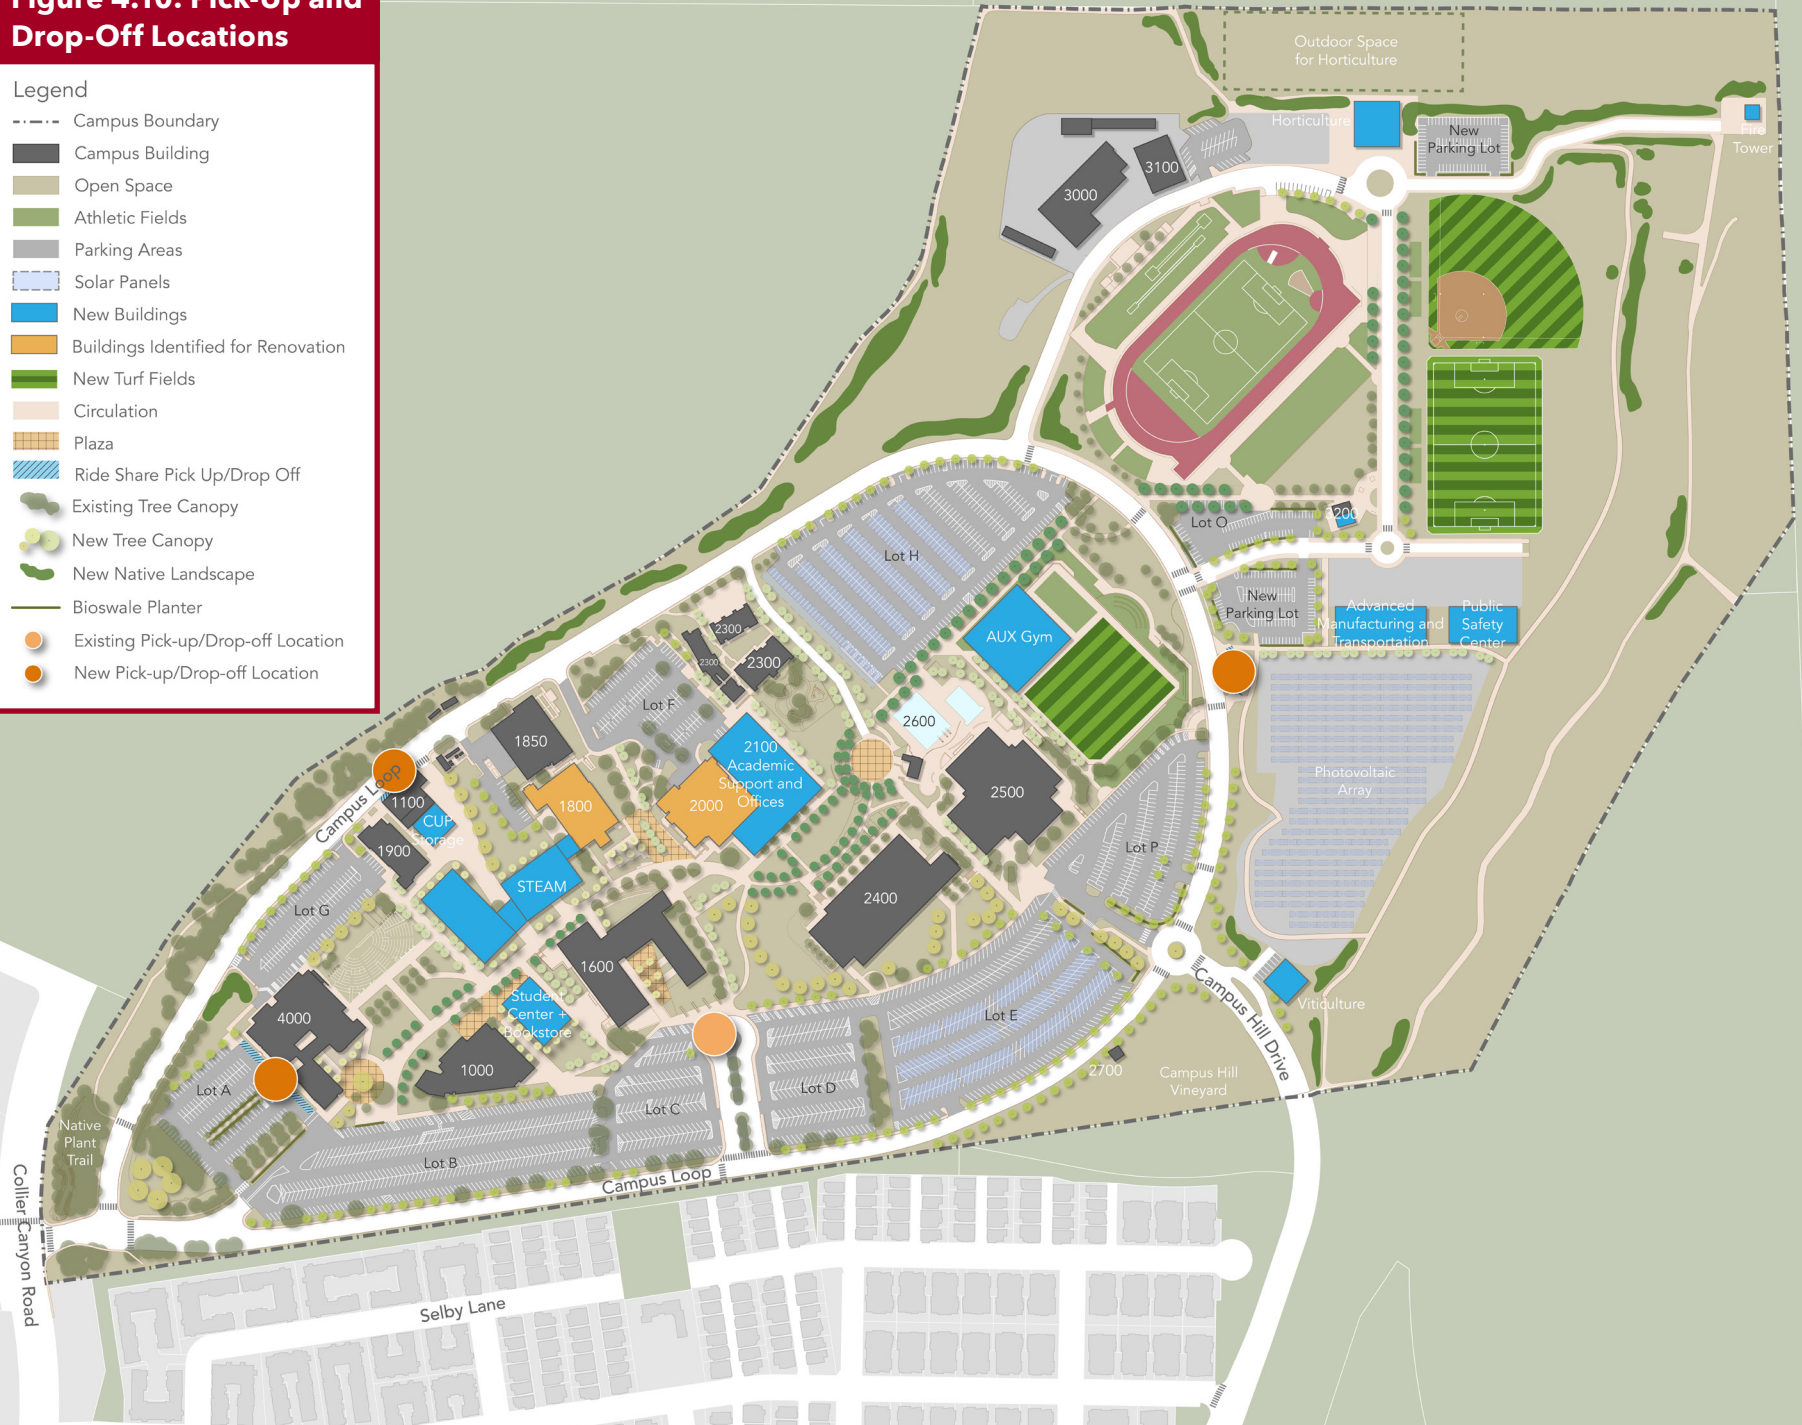 Figure 4.10: Pick-Up and
Drop-Off Locations
Legend
Campus Boundary
Campus Building
Open Space
Athletic Fields
Parking Areas
Solar Panels
New Buildings
Buildings Identified for Renovation
New Turf Fields
Circulation
Plaza
Ride Share Pick Up/Drop Off
Existing Tree Canopy
New Tree Canopy
New Native Landscape
Bioswale Planter
Existing Pick-up/Drop-off Location
New Pick-up/Drop-off Location
Outdoor Space
for Horticulture
Horticulture
New
Parking Lot
Fire
Tower
3100
3000
Lot O
3200
Lot H
New
Parking Lot
Advanced
Manufacturing and
Transportation
Public
Safety
Center
AUX Gym
2300
2300
2300
Lot F
2600
1850
2100
Academic
Support and
Offices
2000
1800
2500
Photovoltaic
Array
Campus Loop
1100
CUP
Storage
1900
Lot P
STEAM
2400
Lot G
1600
Student
Center +
Bookstore
4000
Lot E
Campus Hill Drive
Viticulture
1000
2700
Campus Hill
Vineyard
Lot A
Lot D
Lot C
Native
Plant
Trail
Lot B
Campus Loop
Collier Canyon Road
Selby Lane